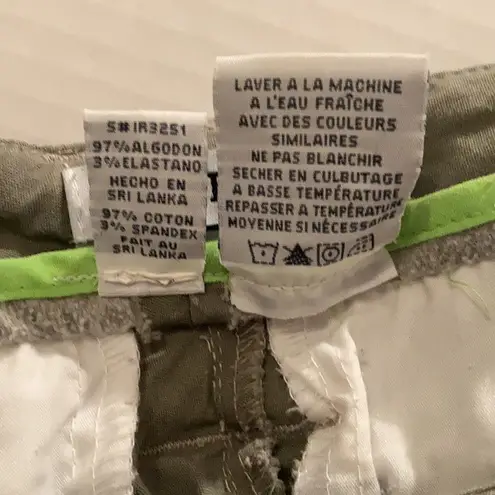 S# IR3251
97% ALGODON
3% ELASTANO
HECHO EN
SRI LANKA
97% COTON
3% SPANDEX
FAIT AU
SRI LANKA
LAVER A LA MACHINE
A L'EAU FRAÎCHE
AVEC DES COULEURS
SIMILAIRES
NE PAS BLANCHIR
SECHER EN CULBUTAGE
A BASSE TEMPÉRATURE
REPASSER A TEMPÉRATURE
MOYENNE SI NÉCESSAIRE